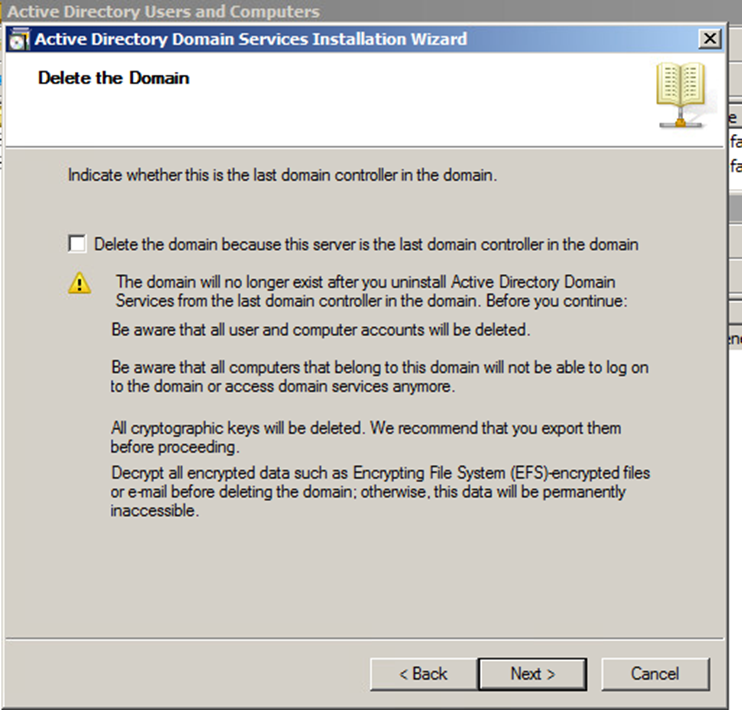 Active Directory Users and Computers
Active Directory Domain Services Installation Wizard
Delete the Domain
Indicate whether this is the last domain controller in the domain.
Delete the domain because this server is the last domain controller in the domain
The domain will no longer exist after you uninstall Active Directory Domain
Services from the last domain controller in the domain. Before you continue:
Be aware that all user and computer accounts will be deleted.
Be aware that all computers that belong to this domain will not be able to log on
to the domain or access domain services anymore.
All cryptographic keys will be deleted. We recommend that you export them
before proceeding.
Decrypt all encrypted data such as Encrypting File System (EFS)-encrypted files
or e-mail before deleting the domain; otherwise, this data will be permanently
inaccessible.
< Back
Next >
Cancel